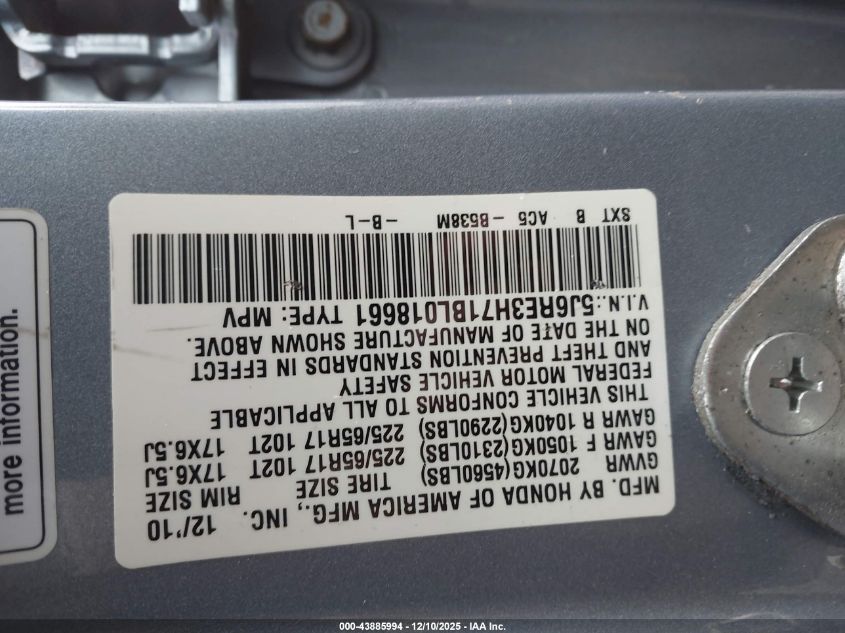 MFD. BY HONDA OF AMERICA MFG., INC. 12/'10
GVWR TIRE SIZE RIM SIZE
2070KG(4560LBS)
GAWR F 1050KG(2310LBS) 225/65R17 102T 17X6.5J
GAWR R 1040KG(2290LBS) 225/65R17 102T 17X6.5J
THIS VEHICLE CONFORMS TO ALL APPLICABLE
FEDERAL MOTOR VEHICLE SAFETY
AND THEFT PREVENTION STANDARDS IN EFFECT
ON THE DATE OF MANUFACTURE SHOWN ABOVE.
V.I.N.:5J6RE3H71BL018661 TYPE: MPV
SXT B AC5 - B538M - B - L
more information.
000-43885994 - 12/10/2025 - IAA Inc.